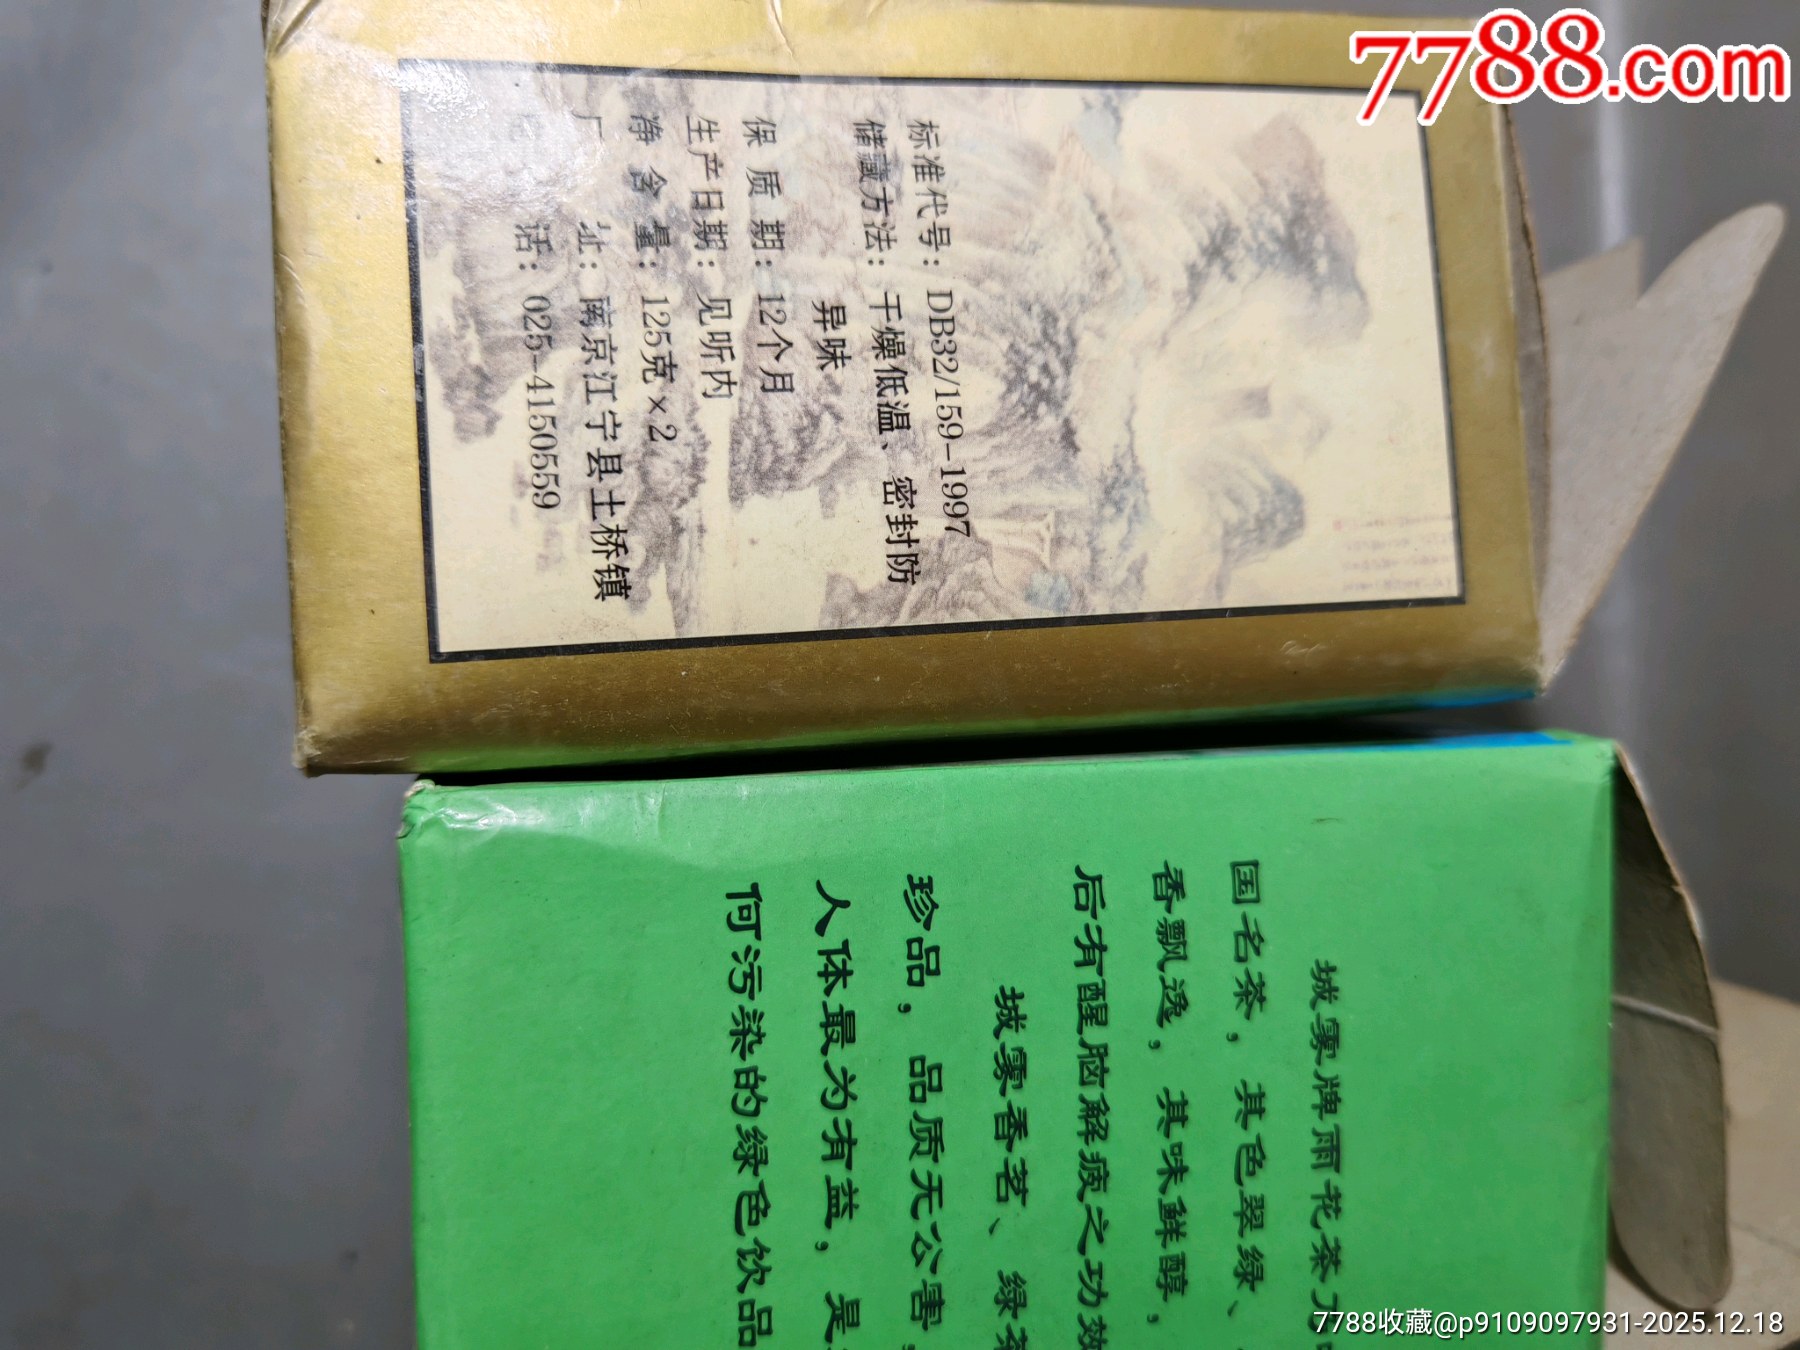 7788.com
标准代号：DB32/159-1997
储藏方法：干燥低温、密封防
异味
保质期：12个月
生产日期：见听内
净含量：125克×2
厂址：南京江宁县土桥镇
话：025-4150559
城雾牌雨花茶
国名茶，其色翠绿、
香飘逸，其味鲜醇，
后有醒脑解疲之功效
城雾香茗、绿茶
珍品，品质无公害，
人体最为有益，是
何污染的绿色饮品
7788收藏@p9109097931-2025.12.18